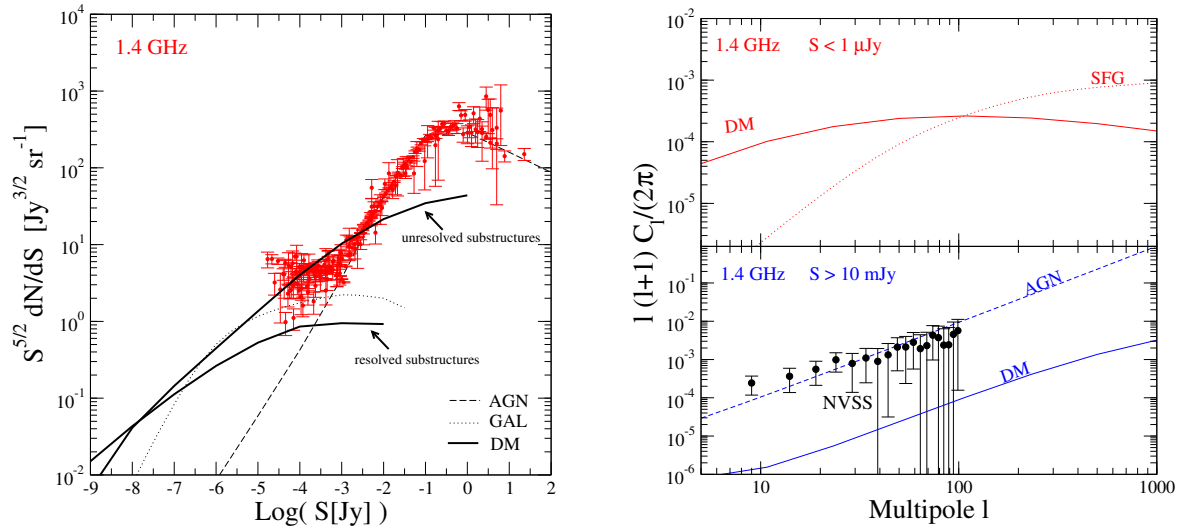 1.4 GHz
S^{5/2} dN/dS [Jy^{3/2} sr^{-1}]
10^4
10^3
10^2
10^1
10^0
10^{-1}
10^{-2}
unresolved substructures
resolved substructures
AGN
GAL
DM
-9 -8 -7 -6 -5 -4 -3 -2 -1 0 1 2
Log( S[Jy] )
l (l+1) C_l/(2π)
10^{-1}
10^{-2}
10^{-3}
10^{-4}
10^{-5}
1.4 GHz S < 1 μJy
SFG
DM
10^{-1}
10^{-2}
10^{-3}
10^{-4}
10^{-5}
10^{-6}
1.4 GHz S > 10 mJy
AGN
DM
NVSS
10 100 1000
Multipole l